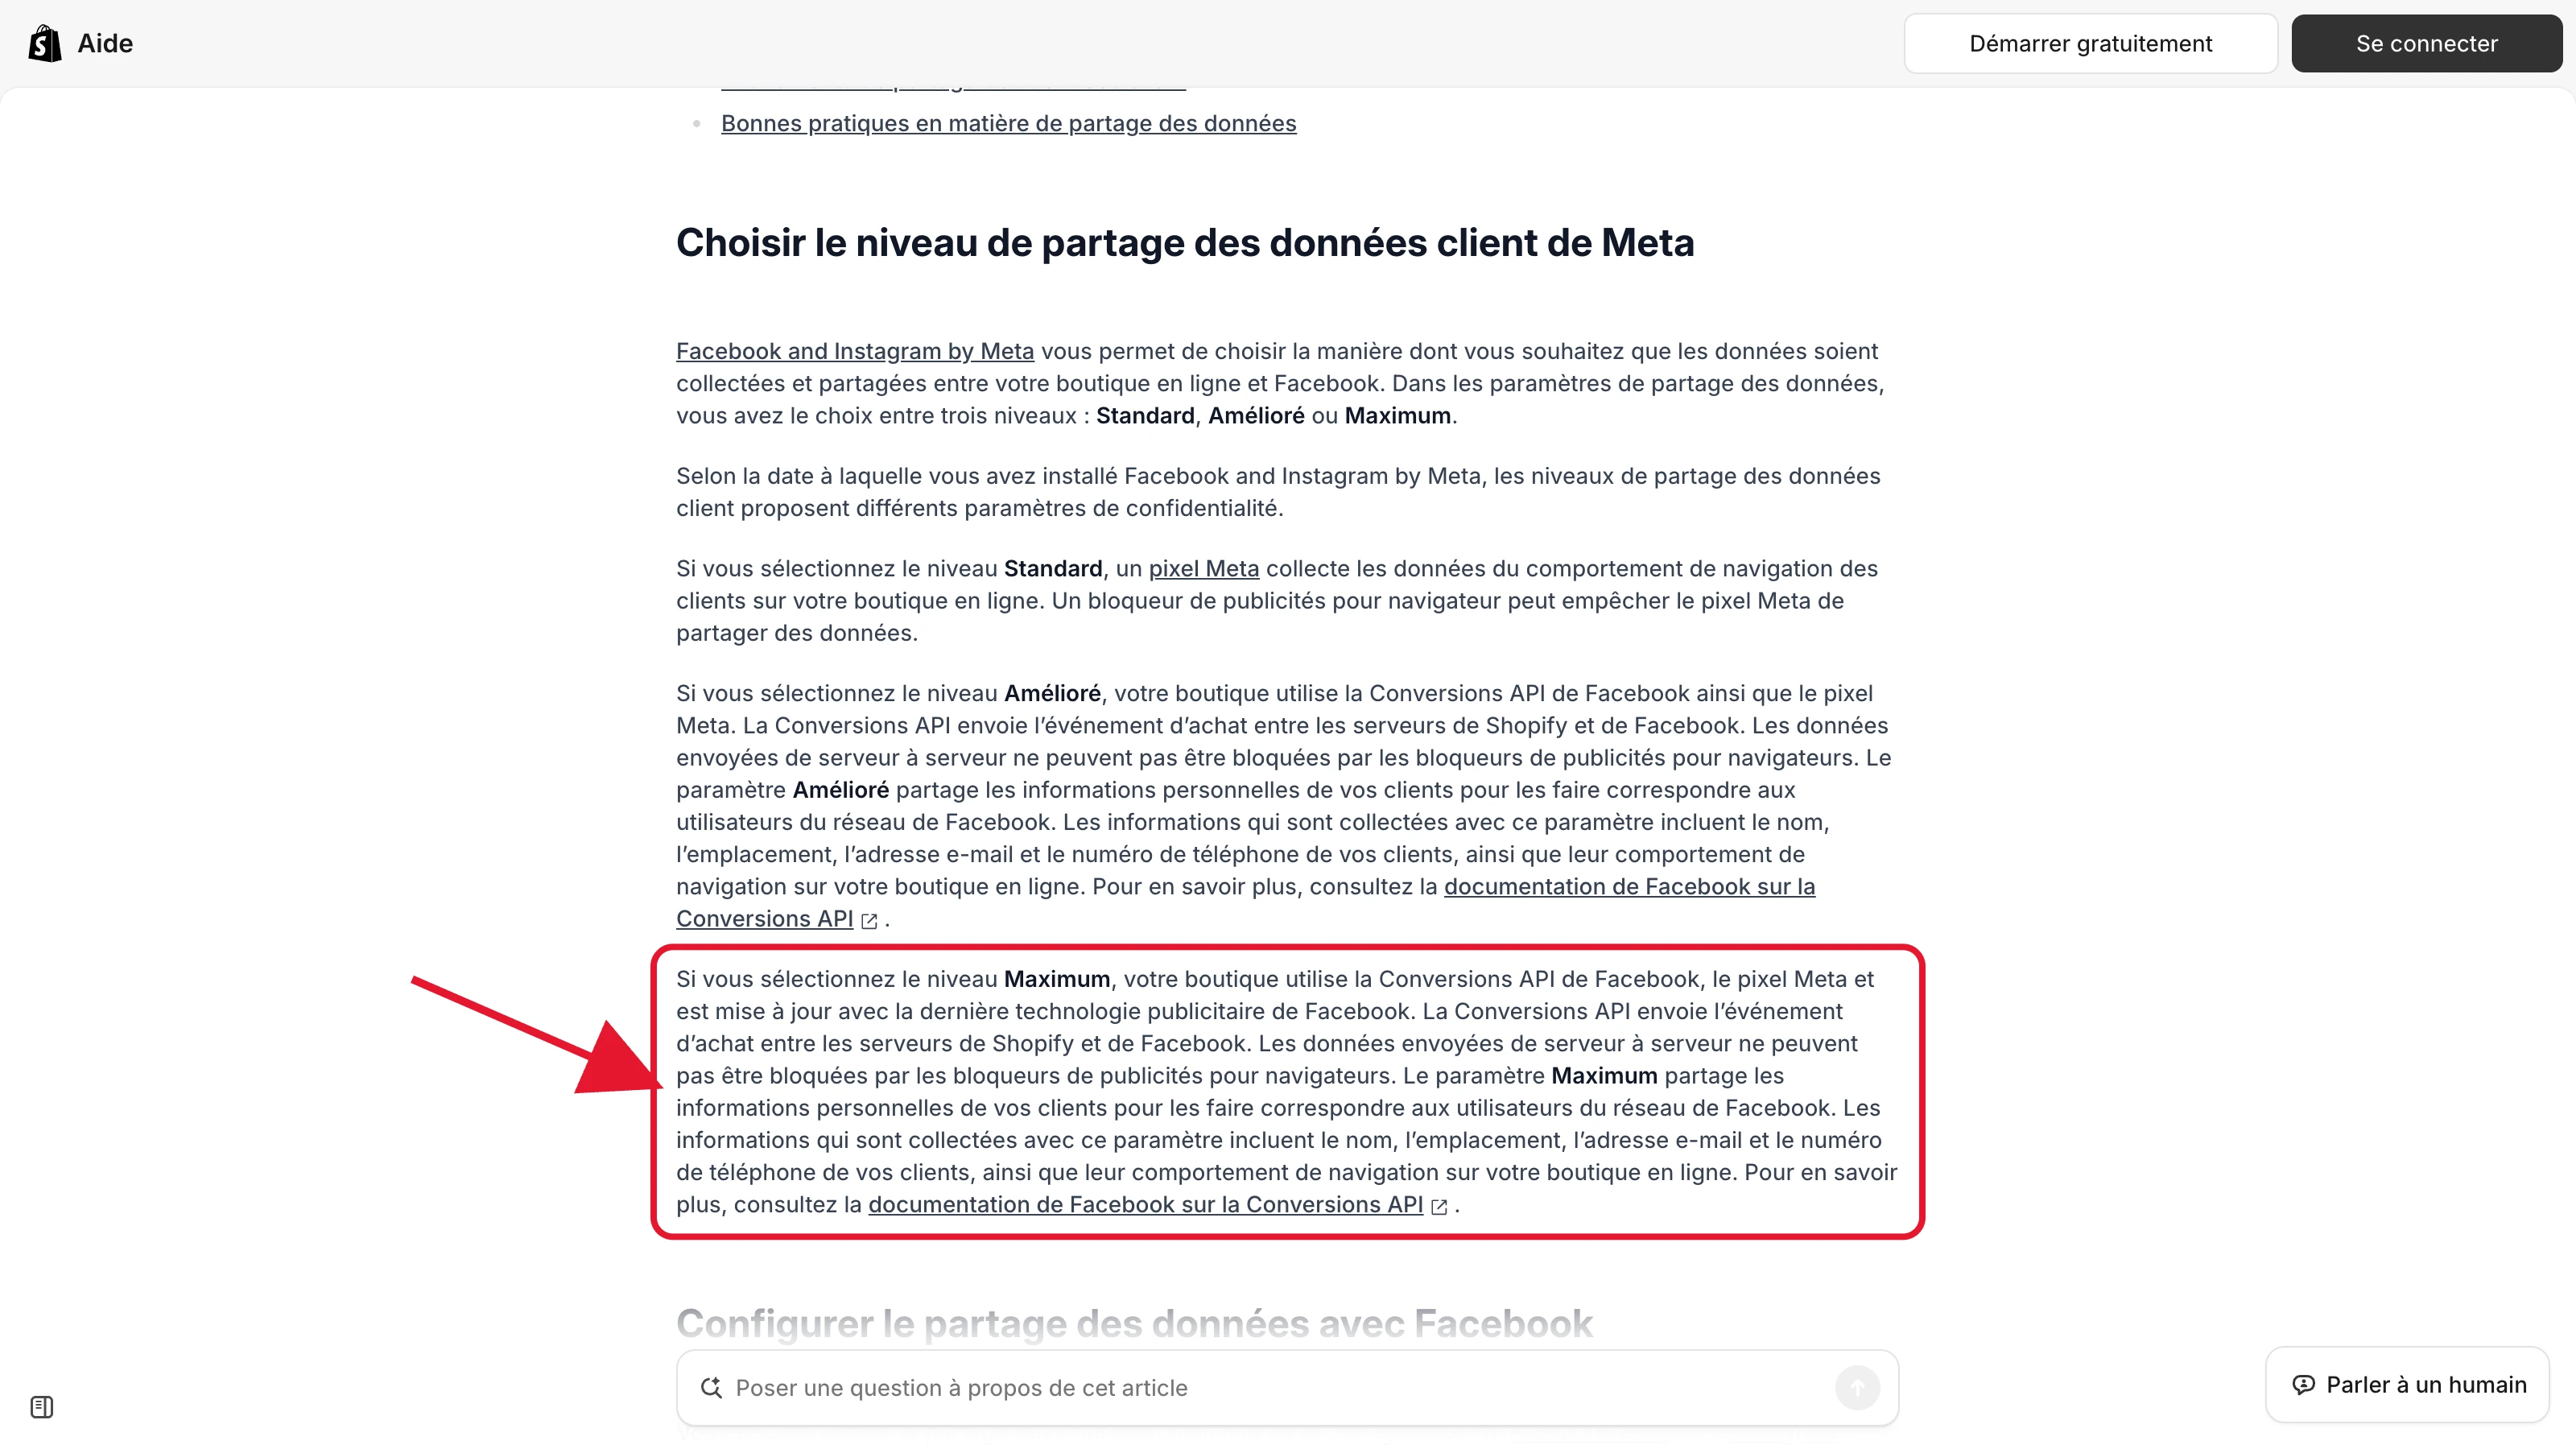 Aide
Démarrer gratuitement
Se connecter
Bonnes pratiques en matière de partage des données
Choisir le niveau de partage des données client de Meta
Facebook and Instagram by Meta vous permet de choisir la manière dont vous souhaitez que les données soient
collectées et partagées entre votre boutique en ligne et Facebook. Dans les paramètres de partage des données,
vous avez le choix entre trois niveaux : Standard, Amélioré ou Maximum.
Selon la date à laquelle vous avez installé Facebook and Instagram by Meta, les niveaux de partage des données
client proposent différents paramètres de confidentialité.
Si vous sélectionnez le niveau Standard, un pixel Meta collecte les données du comportement de navigation des
clients sur votre boutique en ligne. Un bloqueur de publicités pour navigateur peut empêcher le pixel Meta de
partager des données.
Si vous sélectionnez le niveau Amélioré, votre boutique utilise la Conversions API de Facebook ainsi que le pixel
Meta. La Conversions API envoie l’événement d’achat entre les serveurs de Shopify et de Facebook. Les données
envoyées de serveur à serveur ne peuvent pas être bloquées par les bloqueurs de publicités pour navigateurs. Le
paramètre Amélioré partage les informations personnelles de vos clients pour les faire correspondre aux
utilisateurs du réseau de Facebook. Les informations qui sont collectées avec ce paramètre incluent le nom,
l’emplacement, l’adresse e-mail et le numéro de téléphone de vos clients, ainsi que leur comportement de
navigation sur votre boutique en ligne. Pour en savoir plus, consultez la documentation de Facebook sur la
Conversions API .
Si vous sélectionnez le niveau Maximum, votre boutique utilise la Conversions API de Facebook, le pixel Meta et
est mise à jour avec la dernière technologie publicitaire de Facebook. La Conversions API envoie l’événement
d’achat entre les serveurs de Shopify et de Facebook. Les données envoyées de serveur à serveur ne peuvent
pas être bloquées par les bloqueurs de publicités pour navigateurs. Le paramètre Maximum partage les
informations personnelles de vos clients pour les faire correspondre aux utilisateurs du réseau de Facebook. Les
informations qui sont collectées avec ce paramètre incluent le nom, l’emplacement, l’adresse e-mail et le numéro
de téléphone de vos clients, ainsi que leur comportement de navigation sur votre boutique en ligne. Pour en savoir
plus, consultez la documentation de Facebook sur la Conversions API .
Configurer le partage des données avec Facebook
Poser une question à propos de cet article
Parler à un humain